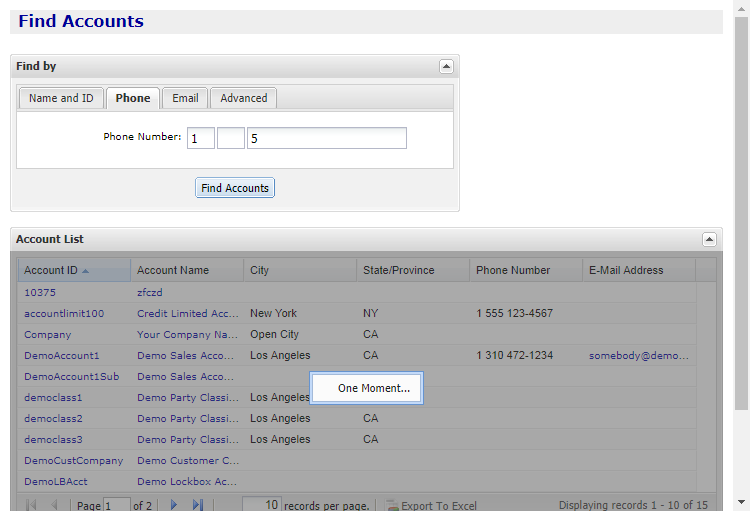 Find Accounts
Find by
Name and ID Phone Email Advanced
Phone Number: 1 5
Find Accounts
Account List
Account ID Account Name City State/Province Phone Number E-Mail Address
10375 zfczd
accountlimit100 Credit Limited Acc... New York NY 1 555 123-4567
Company Your Company Na... Open City CA
DemoAccount1 Demo Sales Acco... Los Angeles CA 1 310 472-1234 somebody@demo...
DemoAccount1Sub Demo Sales Acco...
democlass1 Demo Party Classi... Los Angeles
One Moment...
democlass2 Demo Party Classi... Los Angeles CA
democlass3 Demo Party Classi... Los Angeles CA
DemoCustCompany Demo Customer C...
DemoLBAcct Demo Lockbox Ac...
Page 1 of 2 10 records per page. Export To Excel Displaying records 1 - 10 of 15